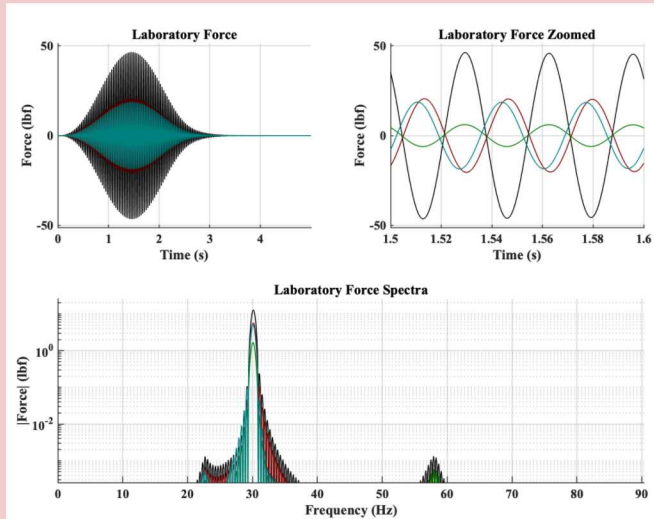 Laboratory Force
Force (lbf)
50
0
-50
0 1 2 3 4
Time (s)
Laboratory Force Zoomed
Force (lbf)
50
0
-50
1.5 1.52 1.54 1.56 1.58 1.6
Time (s)
Laboratory Force Spectra
|Force| (lbf)
10^0
10^-2
0 10 20 30 40 50 60 70 80 90
Frequency (Hz)